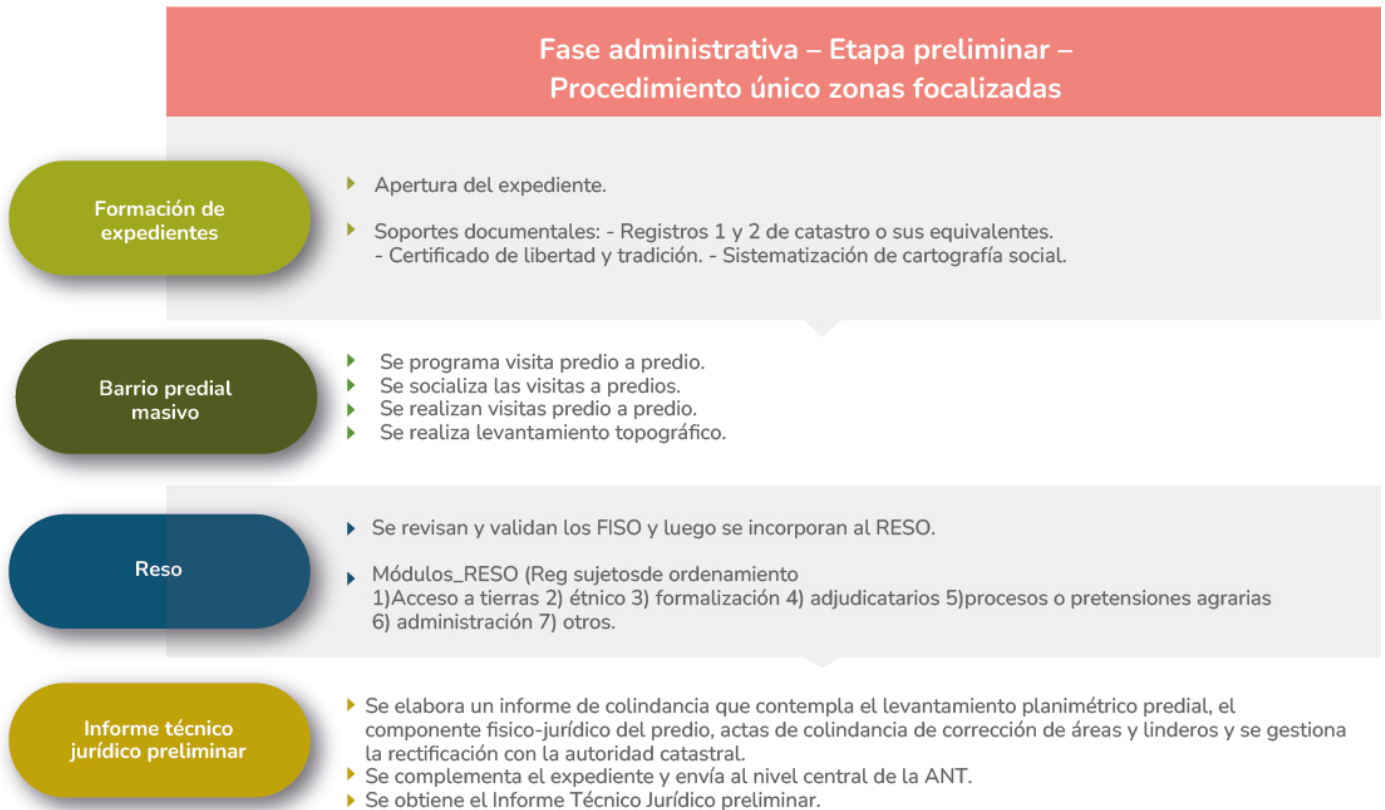 Fase administrativa – Etapa preliminar –
Procedimiento único zonas focalizadas
Formación de
expedientes
Apertura del expediente.
Soportes documentales: - Registros 1 y 2 de catastro o sus equivalentes.
- Certificado de libertad y tradición. - Sistematización de cartografía social.
Barrio predial
masivo
Se programa visita predio a predio.
Se socializa las visitas a predios.
Se realizan visitas predio a predio.
Se realiza levantamiento topográfico.
Reso
Se revisan y validan los FISO y luego se incorporan al RESO.
Módulos_RESO (Reg sujetosde ordenamiento
1)Acceso a tierras 2) étnico 3) formalización 4) adjudicatarios 5)procesos o pretensiones agrarias
6) administración 7) otros.
Informe técnico
jurídico preliminar
Se elabora un informe de colindancia que contempla el levantamiento planimétrico predial, el
componente fisico-jurídico del predio, actas de colindancia de corrección de áreas y linderos y se gestiona
la rectificación con la autoridad catastral.
Se complementa el expediente y envía al nivel central de la ANT.
Se obtiene el Informe Técnico Jurídico preliminar.